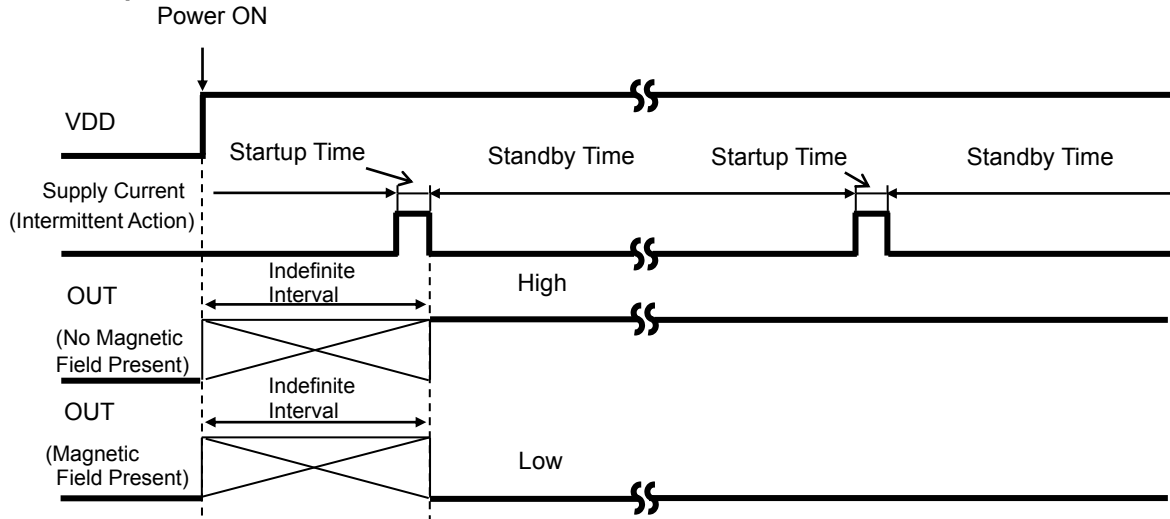 Power ON
VDD
Startup Time
Standby Time
Startup Time
Standby Time
Supply Current
(Intermittent Action)
Indefinite
Interval
High
OUT
(No Magnetic
Field Present)
Indefinite
Interval
OUT
(Magnetic
Field Present)
Low